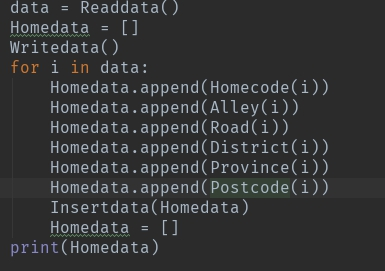 data = Readdata()
Homedata = []
Writedata()
for i in data:
    Homedata.append(Homecode(i))
    Homedata.append(Alley(i))
    Homedata.append(Road(i))
    Homedata.append(District(i))
    Homedata.append(Province(i))
    Homedata.append(Postcode(i))
    Insertdata(Homedata)
    Homedata = []
print(Homedata)